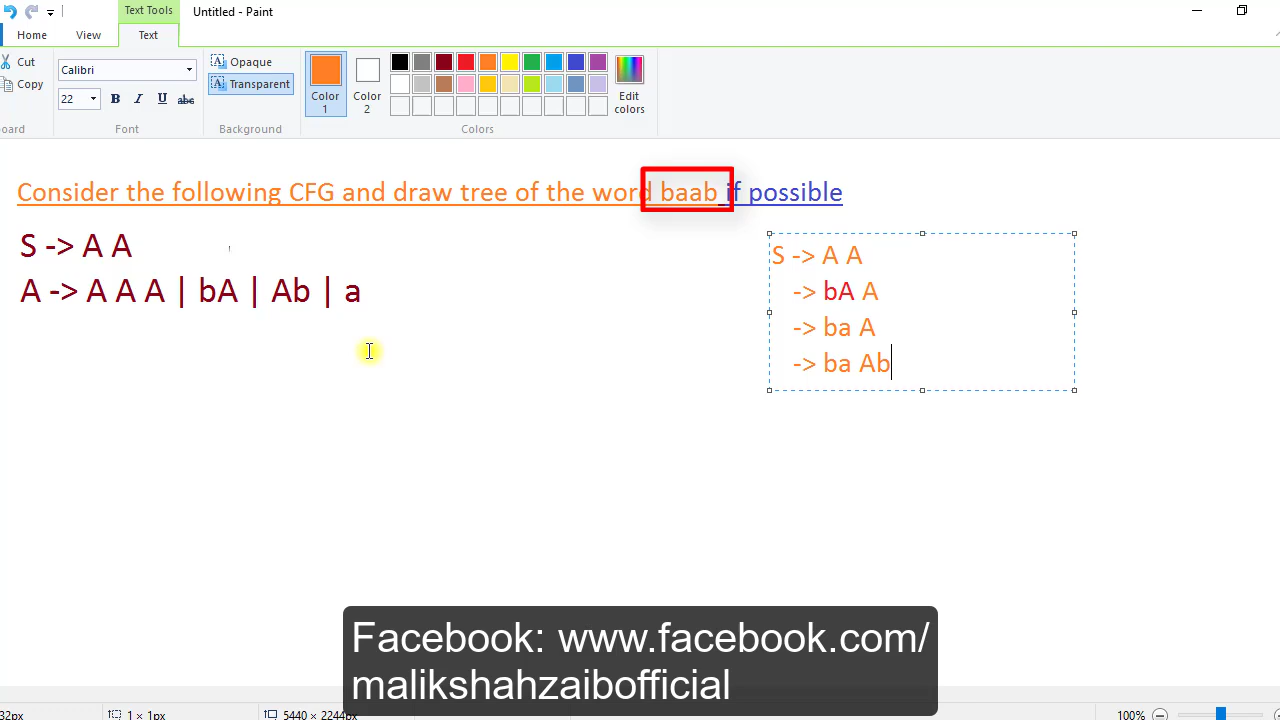 Text Tools
Untitled - Paint
Home
View
Text
Cut
Copy
Calibri
22
B
I
U
abc
Opaque
Transparent
Color
1
Color
2
Edit
colors
oard
Font
Background
Colors
Consider the following CFG and draw tree of the word baab if possible
S -> A A
A -> A A A | bA | Ab | a
S -> A A
-> bA A
-> ba A
-> ba Ab
Facebook: www.facebook.com/
malikshahzaibofficial
32px
1 × 1px
5440 × 2244px
100%